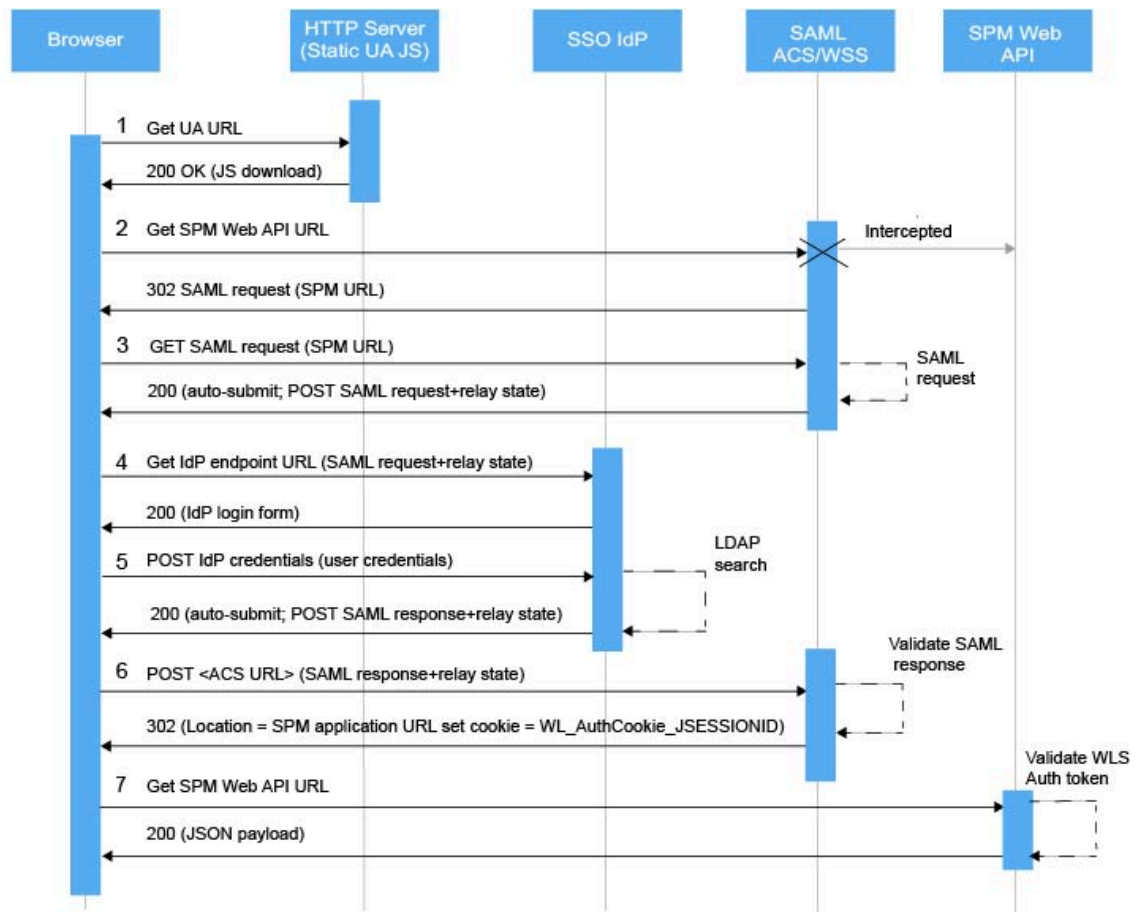 Browser
HTTP Server
(Static UA JS)
SSO IdP
SAML
ACS/WSS
SPM Web
API
1 Get UA URL
200 OK (JS download)
2 Get SPM Web API URL
Intercepted
302 SAML request (SPM URL)
3 GET SAML request (SPM URL)
SAML
request
200 (auto-submit; POST SAML request+relay state)
4 Get IdP endpoint URL (SAML request+relay state)
200 (IdP login form)
5 POST IdP credentials (user credentials)
LDAP
search
200 (auto-submit; POST SAML response+relay state)
Validate SAML
response
6 POST <ACS URL> (SAML response+relay state)
302 (Location = SPM application URL set cookie = WL_AuthCookie_JSESSIONID)
Validate WLS
Auth token
7 Get SPM Web API URL
200 (JSON payload)